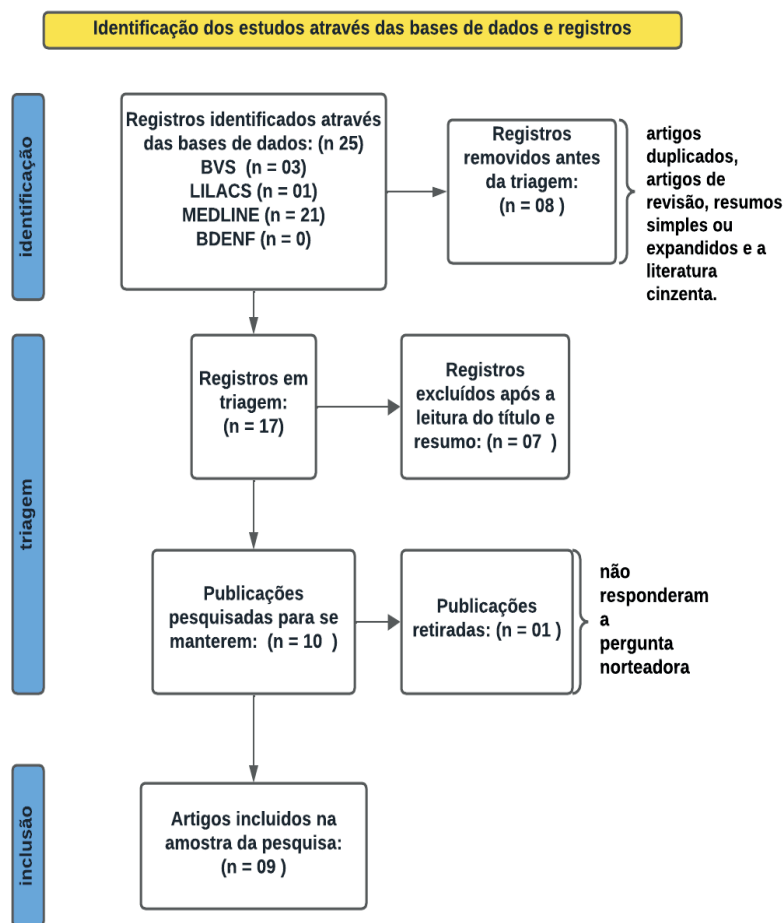 Identificação dos estudos através das bases de dados e registros
identificação
Registros identificados através
das bases de dados: (n 25)
BVS (n = 03)
LILACS (n = 01)
MEDLINE (n = 21)
BDENF (n = 0)
Registros
removidos antes
da triagem:
(n = 08 )
artigos
duplicados,
artigos de
revisão, resumos
simples ou
expandidos e a
literatura
cinzenta.
triagem
Registros em
triagem:
(n = 17)
Registros
excluídos após a
leitura do título e
resumo: (n = 07 )
Publicações
pesquisadas para se
manterem: (n = 10 )
Publicações
retiradas: (n = 01 )
não
responderam
a
pergunta
norteadora
inclusão
Artigos incluidos na
amostra da pesquisa:
(n = 09 )